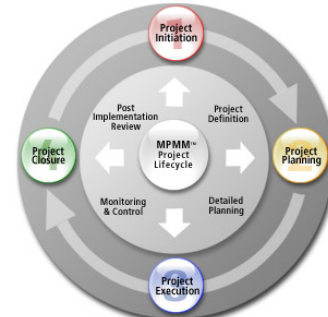 Project
Initiation
Post
Implementation
Review
Project
Definition
MPMM™
Project
Lifecycle
Project
Closure
Project
Planning
Monitoring
& Control
Detailed
Planning
Project
Execution